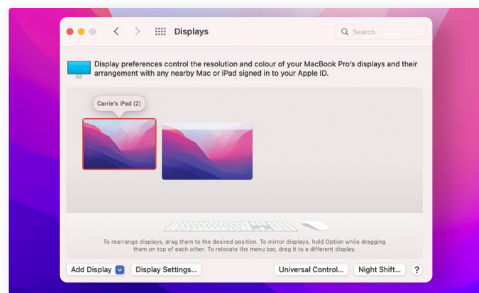 Displays
Search
Display preferences control the resolution and colour of your MacBook Pro's displays and their
arrangement with any nearby Mac or iPad signed in to your Apple ID.
Carrie's iPad (2)
To rearrange displays, drag them to the desired position. To mirror displays, hold Option while dragging
them on top of each other. To relocate the menu bar, drag it to a different display.
Add Display
Display Settings...
Universal Control...
Night Shift...
?